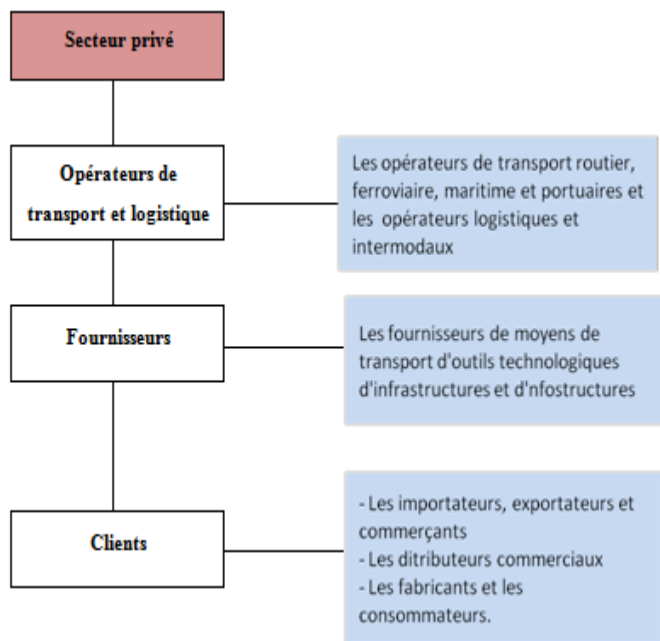 Secteur privé
Opérateurs de
transport et logistique
Les opérateurs de transport routier,
ferroviaire, maritime et portuaires et
les opérateurs logistiques et
intermodaux
Fournisseurs
Les fournisseurs de moyens de
transport d'outils technologiques
d'infrastructures et d'nfostructures
Clients
- Les importateurs, exportateurs et
commerçants
- Les ditributeurs commerciaux
- Les fabricants et les
consommateurs.